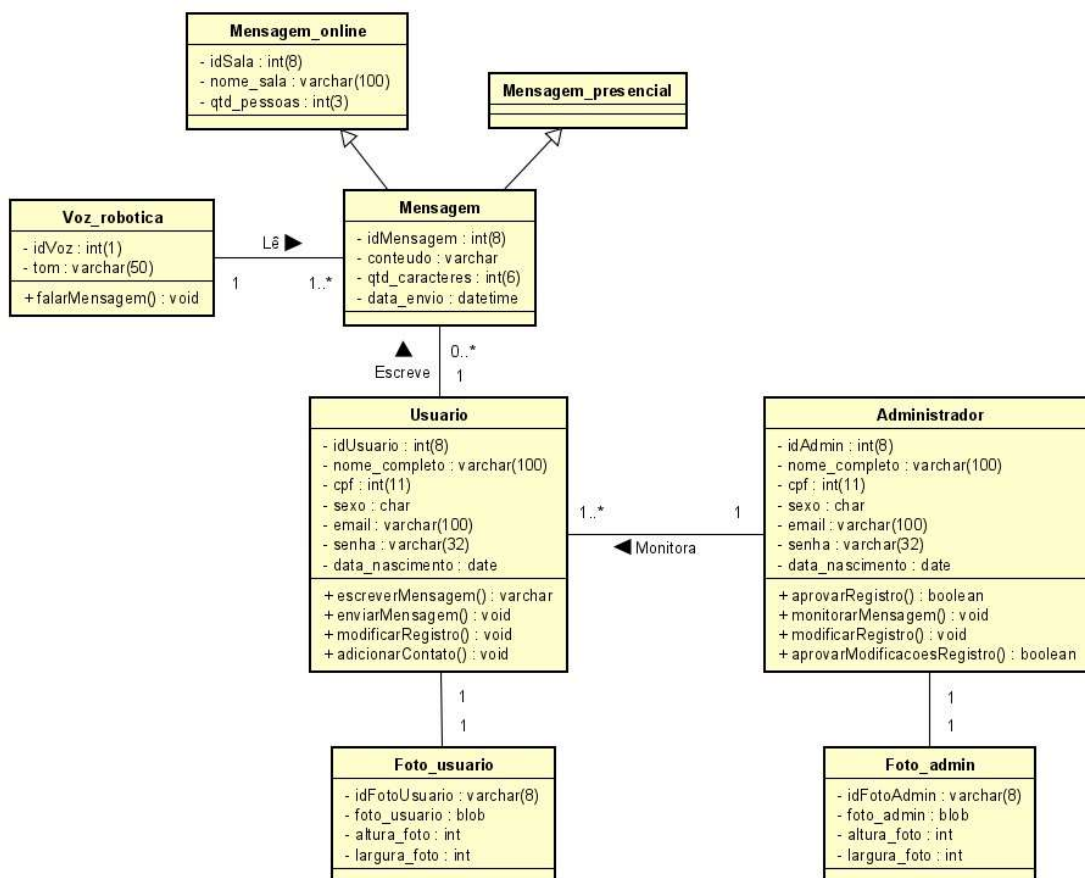 Mensagem_online
- idSala : int(8)
- nome_sala : varchar(100)
- qtd_pessoas : int(3)
Mensagem_presencial
Voz_robotica
- idVoz : int(1)
- tom : varchar(50)
+ falarMensagem() : void
Lê ▶
1
1..*
Mensagem
- idMensagem : int(8)
- conteudo : varchar
- qtd_caracteres : int(6)
- data_envio : datetime
▲
Escreve
0..*
1
Usuario
- idUsuario : int(8)
- nome_completo : varchar(100)
- cpf : int(11)
- sexo : char
- email : varchar(100)
- senha : varchar(32)
- data_nascimento : date
+ escreverMensagem() : varchar
+ enviarMensagem() : void
+ modificarRegistro() : void
+ adicionarContato() : void
1..*
1
◀ Monitora
Administrador
- idAdmin : int(8)
- nome_completo : varchar(100)
- cpf : int(11)
- sexo : char
- email : varchar(100)
- senha : varchar(32)
- data_nascimento : date
+ aprovarRegistro() : boolean
+ monitorarMensagem() : void
+ modificarRegistro() : void
+ aprovarModificacoesRegistro() : boolean
1
1
Foto_usuario
- idFotoUsuario : varchar(8)
- foto_usuario : blob
- altura_foto : int
- largura_foto : int
1
1
Foto_admin
- idFotoAdmin : varchar(8)
- foto_admin : blob
- altura_foto : int
- largura_foto : int